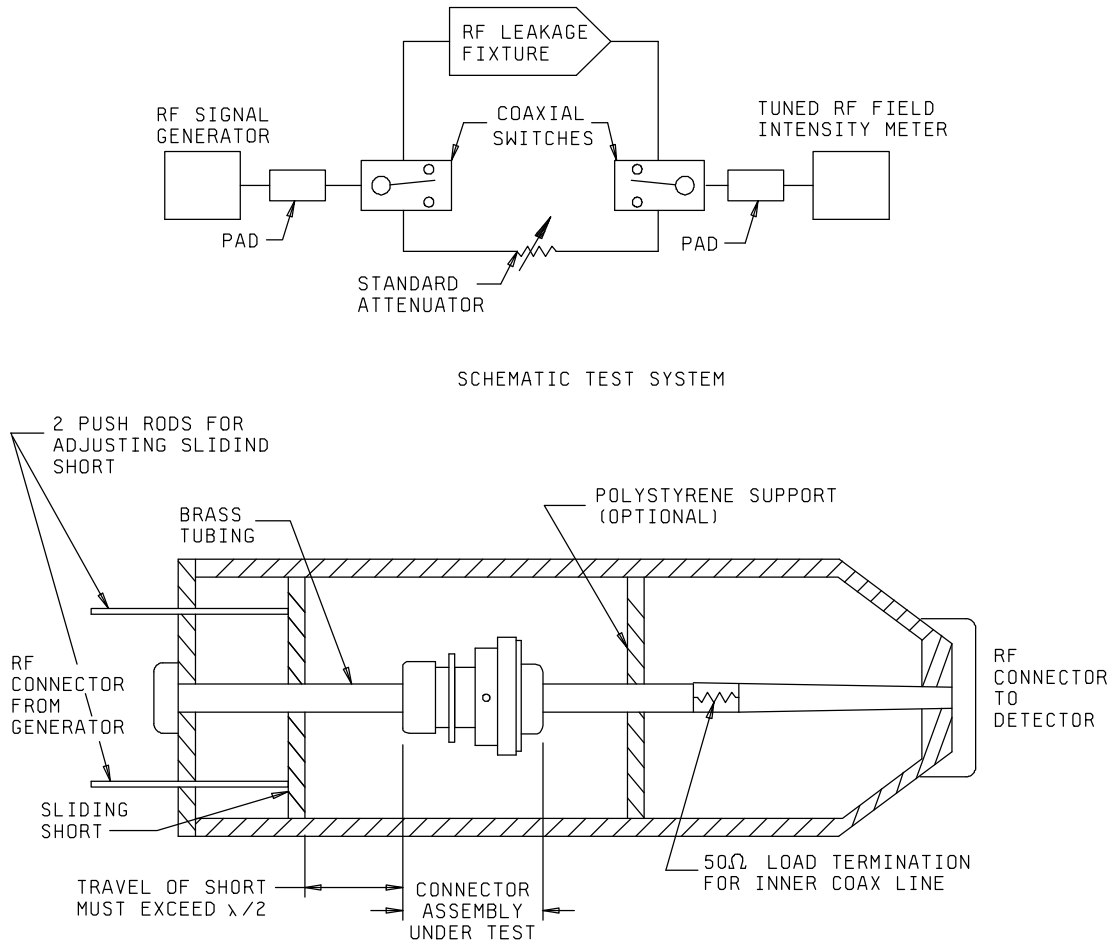 RF LEAKAGE
FIXTURE
RF SIGNAL
GENERATOR
COAXIAL
SWITCHES
TUNED RF FIELD
INTENSITY METER
PAD
PAD
STANDARD
ATTENUATOR
SCHEMATIC TEST SYSTEM
2 PUSH RODS FOR
ADJUSTING SLIDIND
SHORT
BRASS
TUBING
POLYSTYRENE SUPPORT
(OPTIONAL)
RF
CONNECTOR
FROM
GENERATOR
RF
CONNECTOR
TO
DETECTOR
SLIDING
SHORT
50Ω LOAD TERMINATION
FOR INNER COAX LINE
TRAVEL OF SHORT
MUST EXCEED λ/2
CONNECTOR
ASSEMBLY
UNDER TEST